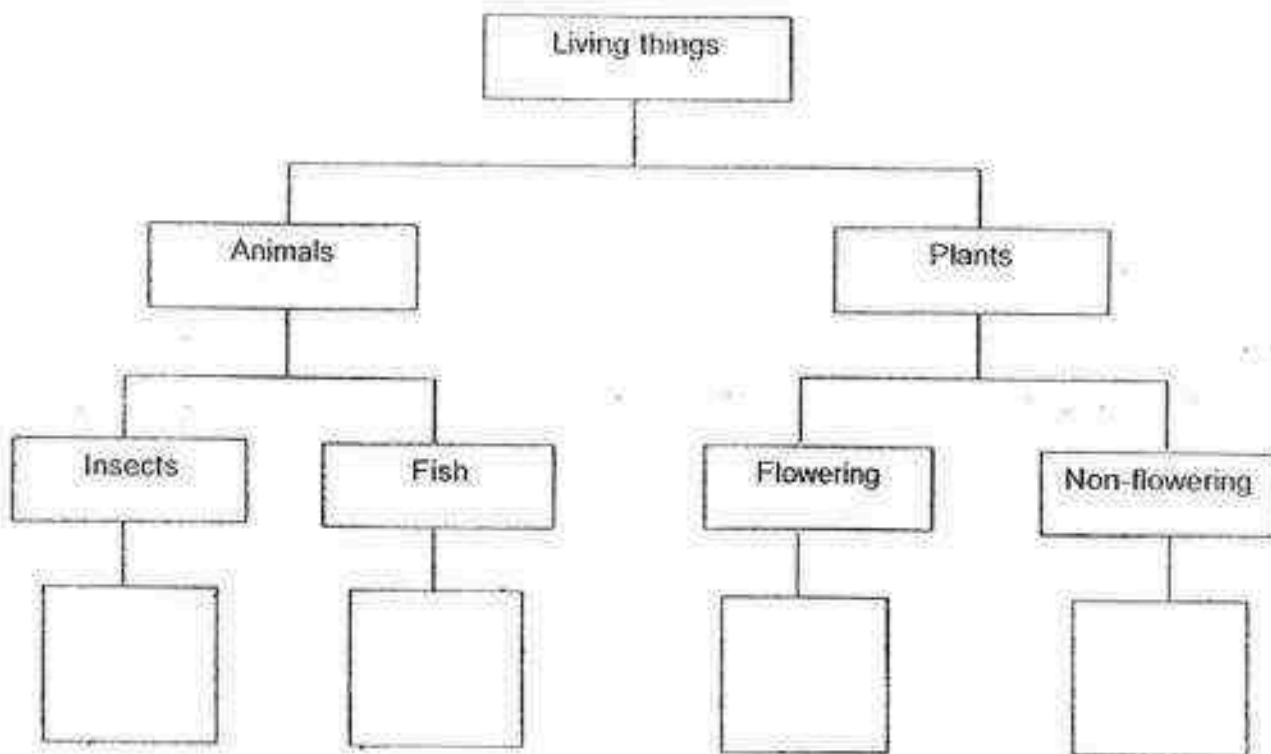 Living things
Animals
Plants
Insects
Fish
Flowering
Non-flowering